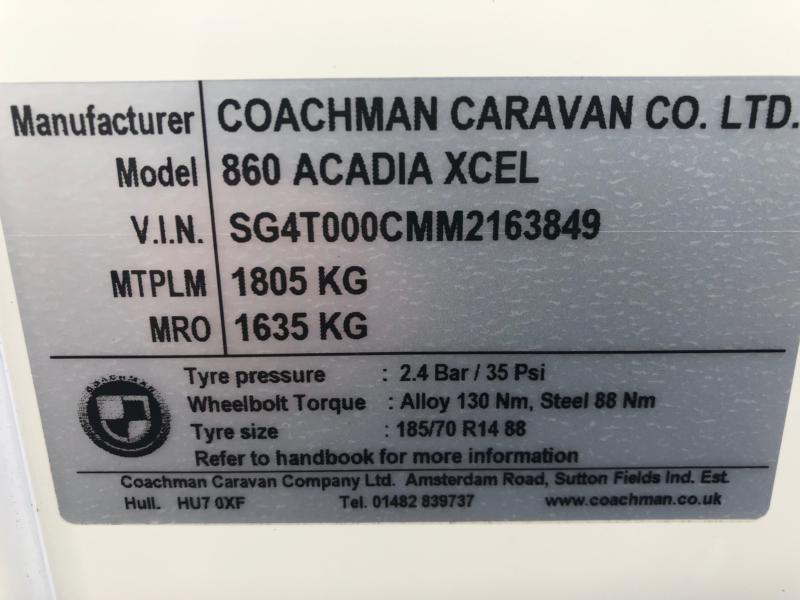 Manufacturer COACHMAN CARAVAN CO. LTD.
Model 860 ACADIA XCEL
V.I.N. SG4T000CMM2163849
MTPLM 1805 KG
MRO 1635 KG
COACHMAN
Tyre pressure : 2.4 Bar / 35 Psi
Wheelbolt Torque : Alloy 130 Nm, Steel 88 Nm
Tyre size : 185/70 R14 88
Refer to handbook for more information
Coachman Caravan Company Ltd. Amsterdam Road, Sutton Fields Ind. Est.
Hull. HU7 0XF Tel. 01482 839737 www.coachman.co.uk